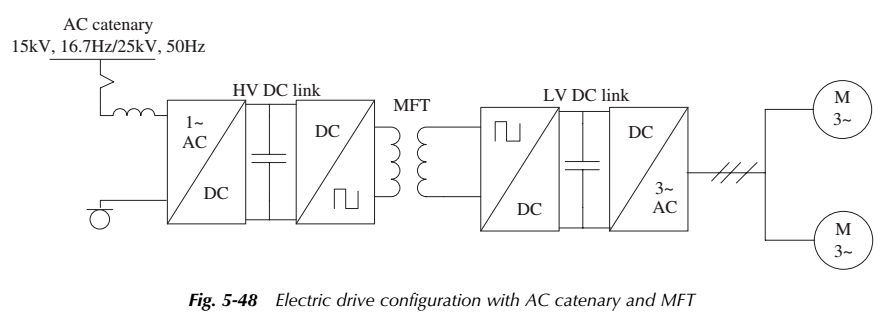 AC catenary
15kV, 16.7Hz/25kV, 50Hz
HV DC link
MFT
LV DC link
1~
AC
DC
DC
DC
DC
3~
AC
M
3~
M
3~
Fig. 5-48 Electric drive configuration with AC catenary and MFT